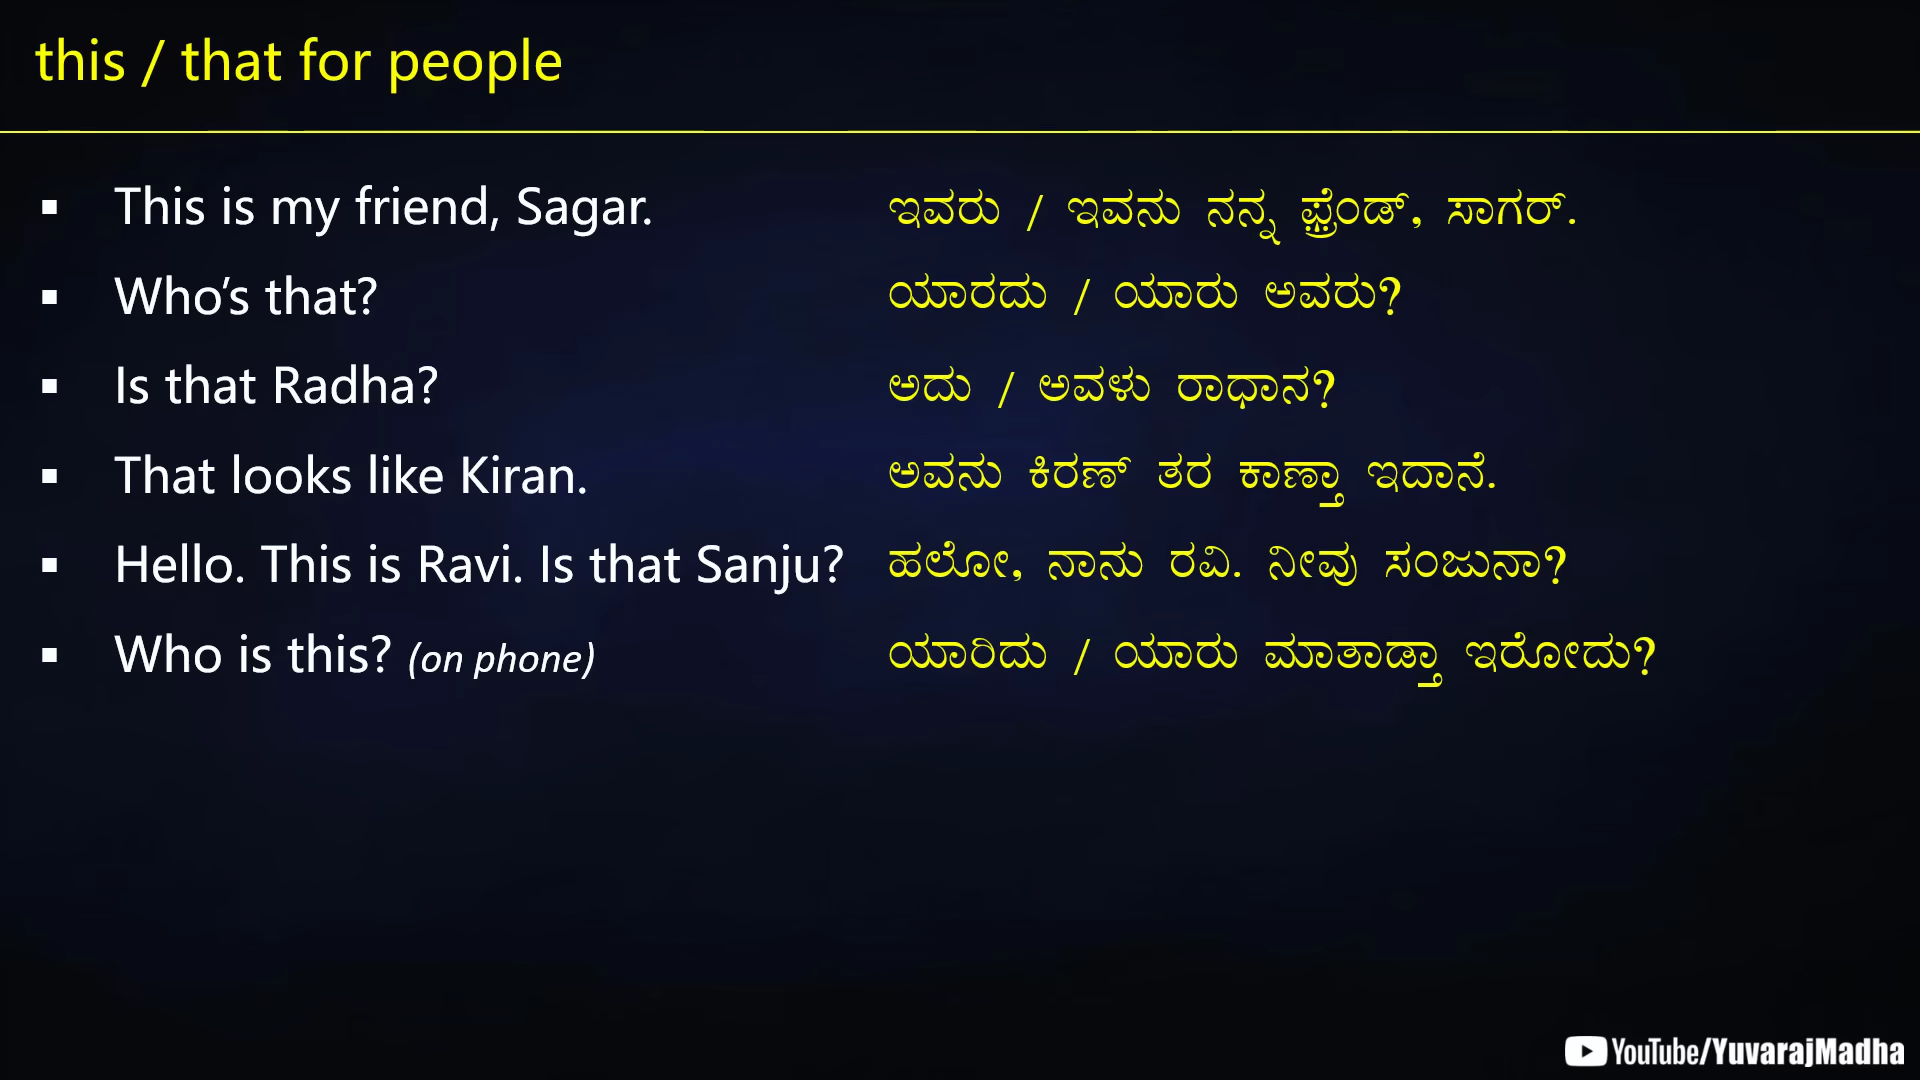 this / that for people
▪ This is my friend, Sagar. ಇವರು / ಇವನು ನನ್ನ ಫ಼್ರೆಂಡ್, ಸಾಗರ್.
▪ Who’s that? ಯಾರದು / ಯಾರು ಅವರು?
▪ Is that Radha? ಅದು / ಅವಳು ರಾಧಾನ?
▪ That looks like Kiran. ಅವನು ಕಿರಣ್ ತರ ಕಾಣ್ತಾ ಇದಾನೆ.
▪ Hello. This is Ravi. Is that Sanju? ಹಲೋ, ನಾನು ರವಿ. ನೀವು ಸಂಜುನಾ?
▪ Who is this? (on phone) ಯಾರಿದು / ಯಾರು ಮಾತಾಡ್ತಾ ಇರೋದು?
YouTube/YuvarajMadha